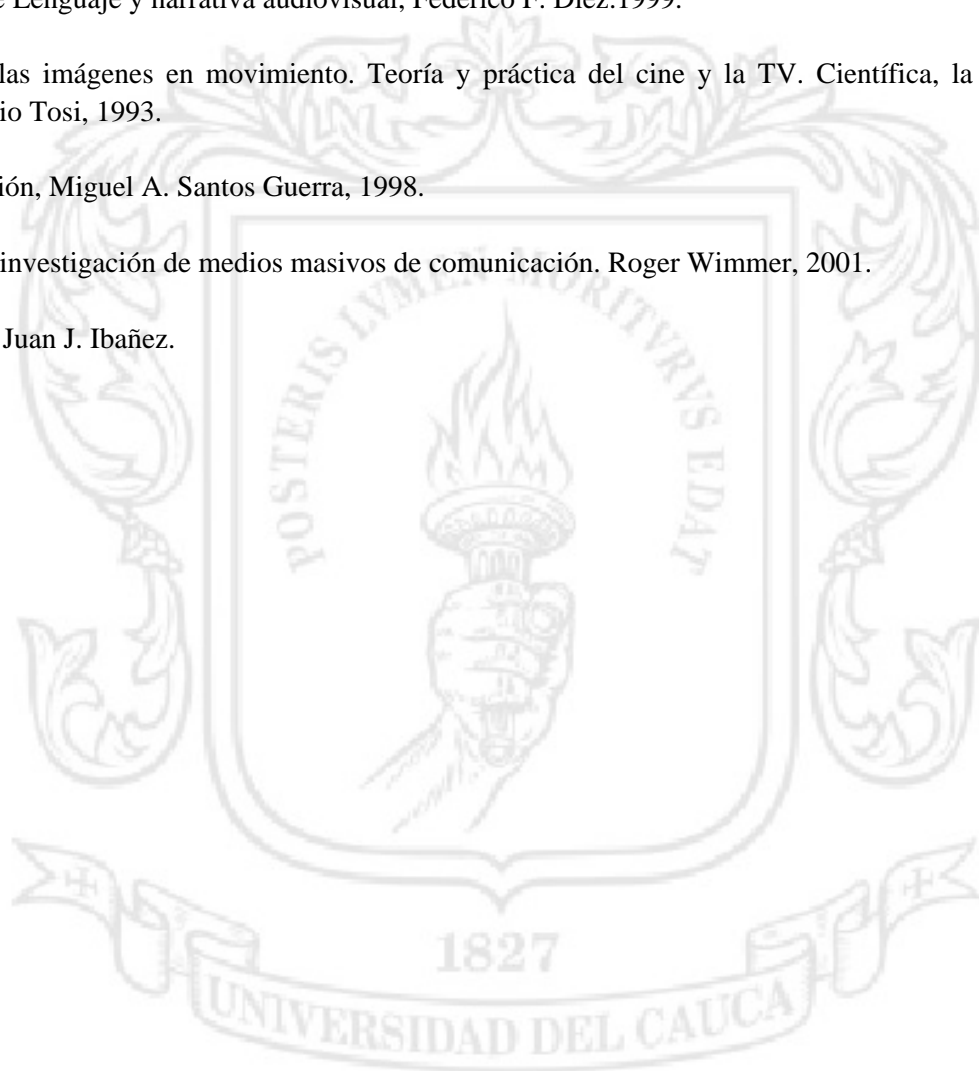 Lenguaje y narrativa audiovisual, Federico F. Díez.1999.
las imágenes en movimiento. Teoría y práctica del cine y la TV. Científica, la
io Tosi, 1993.
ión, Miguel A. Santos Guerra, 1998.
investigación de medios masivos de comunicación. Roger Wimmer, 2001.
Juan J. Ibañez.
POSTERIS LVMEN MORITVRVS EDAT
1827
UNIVERSIDAD DEL CAUCA